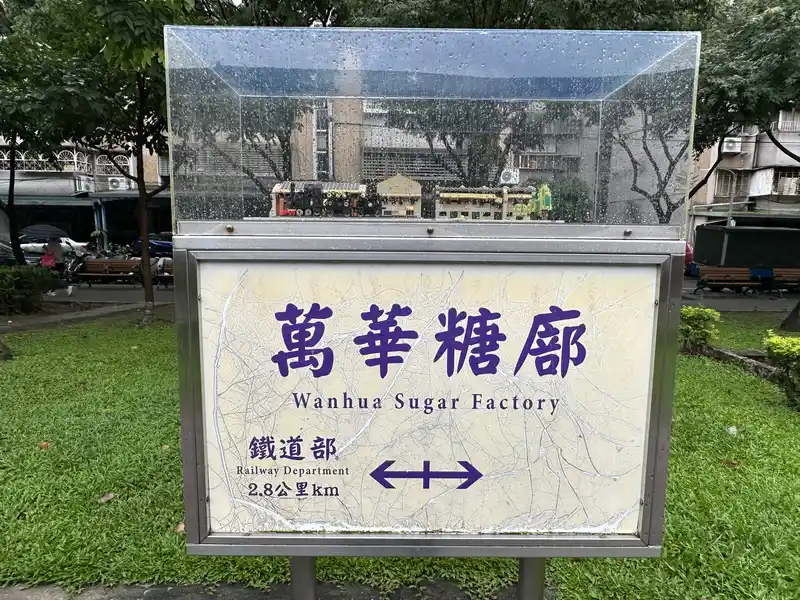 萬華糖廍
Wanhua Sugar Factory
鐵道部
Railway Department
2.8公里km